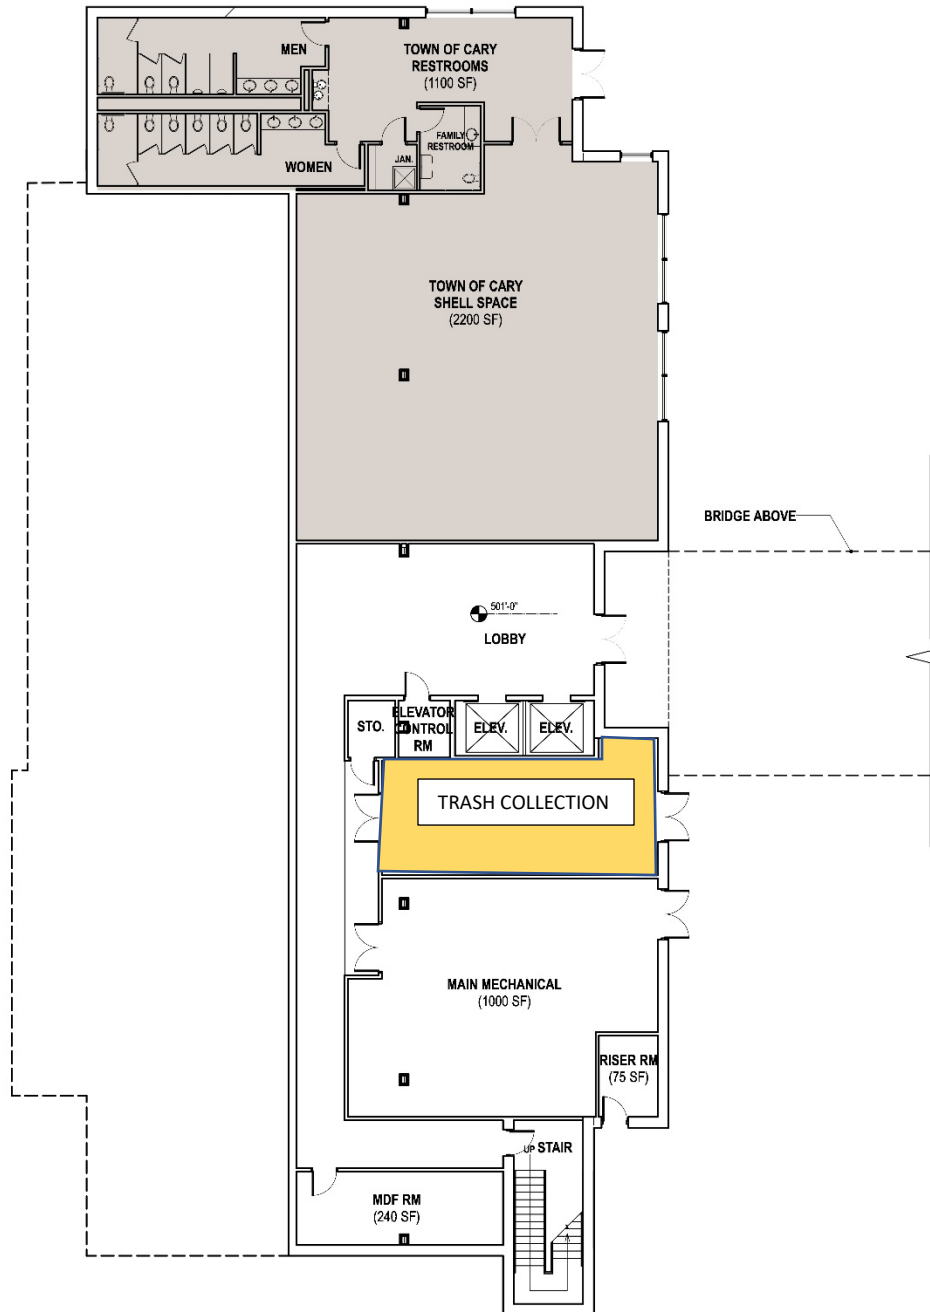 MEN
TOWN OF CARY
RESTROOMS
(1100 SF)
FAMILY
RESTROOM
JAN.
WOMEN
TOWN OF CARY
SHELL SPACE
(2200 SF)
BRIDGE ABOVE
501'-0"
LOBBY
STO.
ELEVATOR
CONTROL
RM
ELEV.
ELEV.
TRASH COLLECTION
MAIN MECHANICAL
(1000 SF)
RISER RM
(75 SF)
UP STAIR
MDF RM
(240 SF)